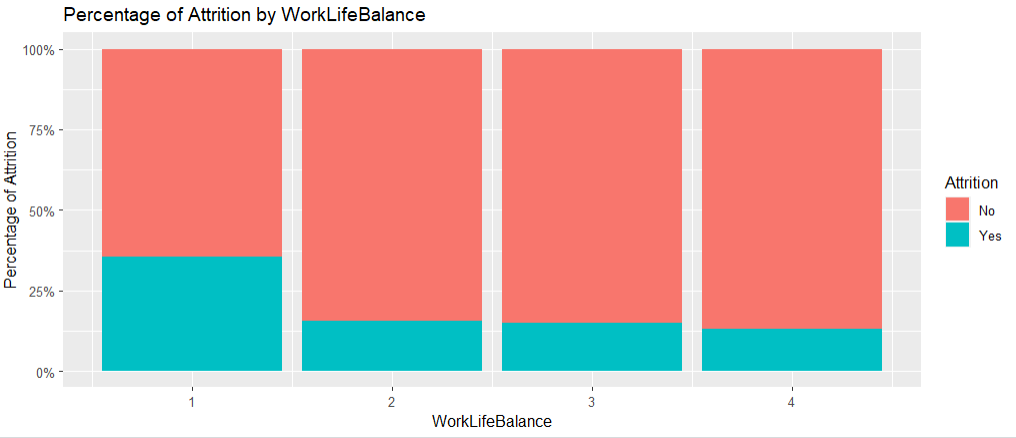 Percentage of Attrition by WorkLifeBalance
Percentage of Attrition
100%
75%
50%
25%
0%
1
2
3
4
WorkLifeBalance
Attrition
No
Yes